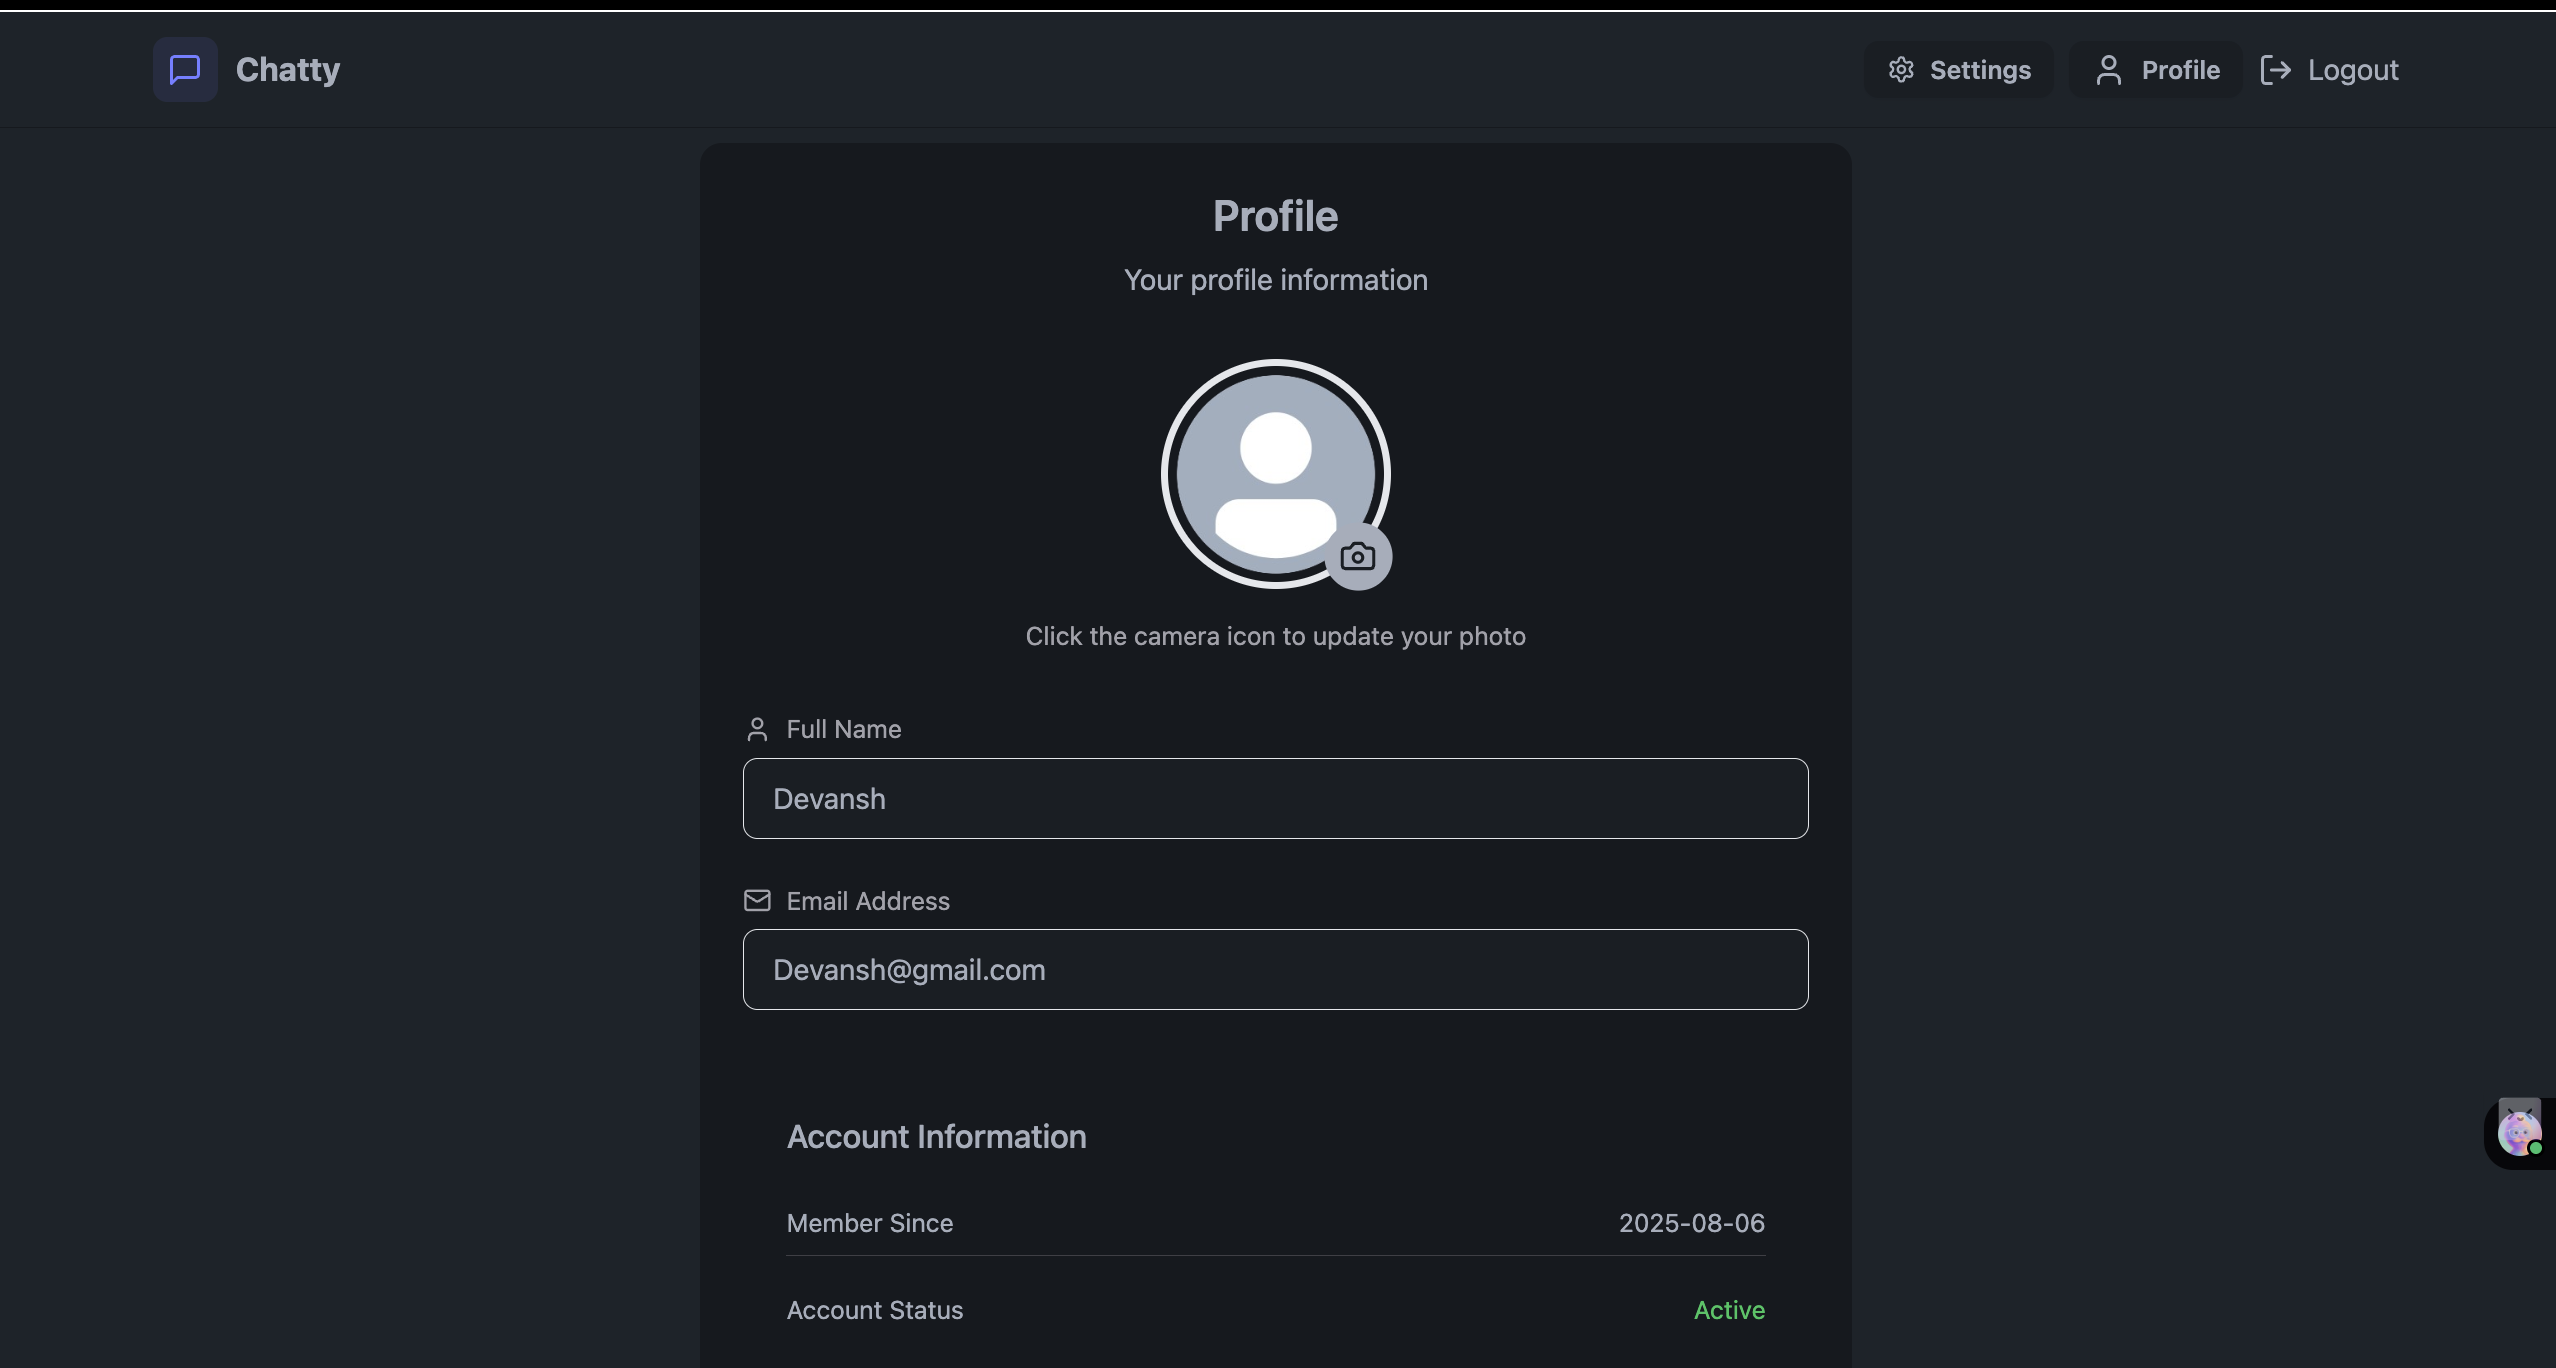 Chatty
Settings
Profile
Logout
Profile
Your profile information
Click the camera icon to update your photo
Full Name
Devansh
Email Address
Devansh@gmail.com
Account Information
Member Since 2025-08-06
Account Status Active